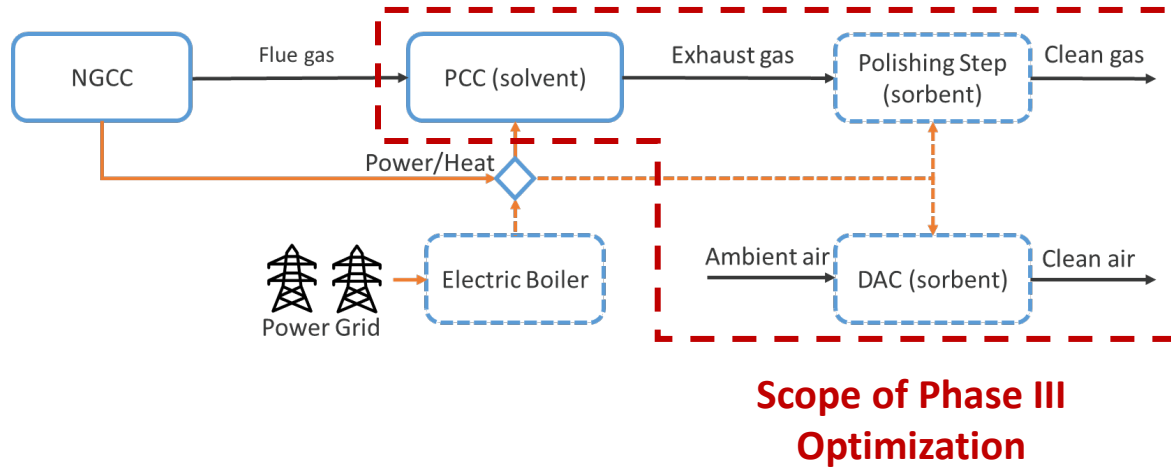 NGCC
Flue gas
PCC (solvent)
Exhaust gas
Polishing Step
(sorbent)
Clean gas
Power/Heat
Power Grid
Electric Boiler
Ambient air
DAC (sorbent)
Clean air
Scope of Phase III
Optimization